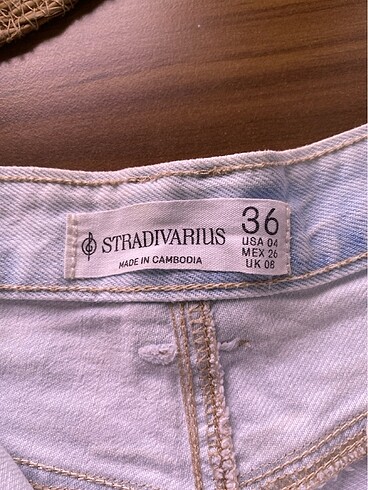 STRADIVARIUS
MADE IN CAMBODIA
36
USA 04
MEX 26
UK 08